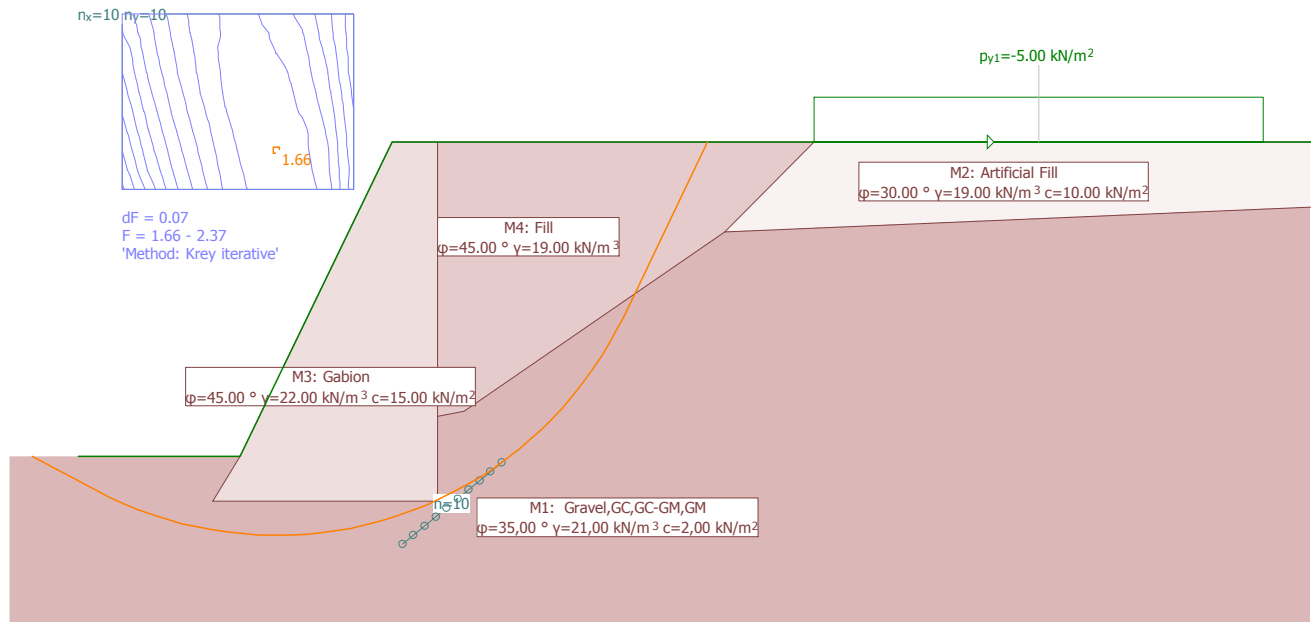 nx=10 ny=10
py1=-5.00 kN/m²
1.66
M2: Artificial Fill
φ=30.00 ° γ=19.00 kN/m³ c=10.00 kN/m²
dF = 0.07
F = 1.66 - 2.37
'Method: Krey iterative'
M4: Fill
φ=45.00 ° γ=19.00 kN/m³
M3: Gabion
φ=45.00 ° γ=22.00 kN/m³ c=15.00 kN/m²
n=10
M1: Gravel,GC,GC-GM,GM
φ=35,00 ° γ=21,00 kN/m³ c=2,00 kN/m²